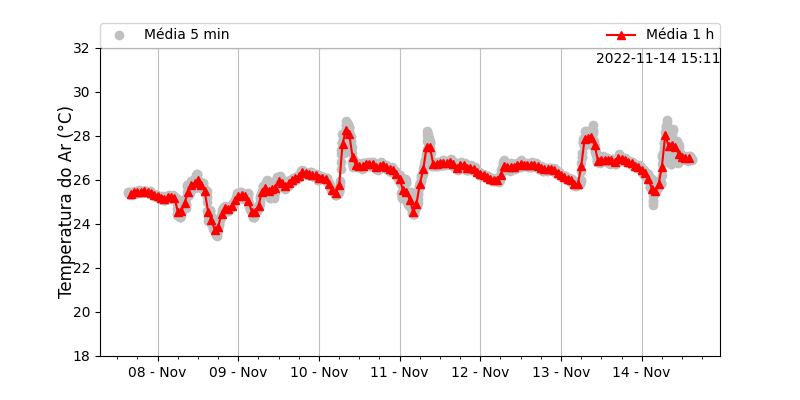 Média 5 min
Média 1 h
2022-11-14 15:11
Temperatura do Ar (°C)
32
30
28
26
24
22
20
18
08 - Nov
09 - Nov
10 - Nov
11 - Nov
12 - Nov
13 - Nov
14 - Nov